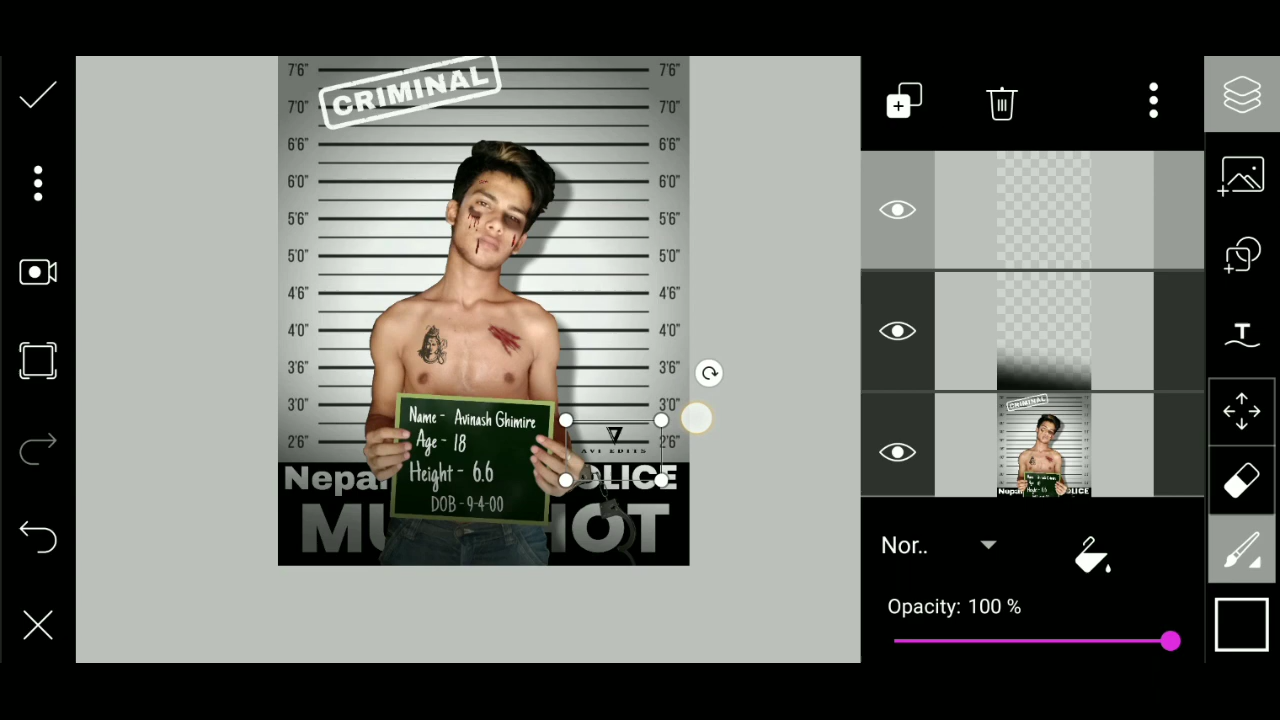 7'6" 7'6"
CRIMINAL
7'0" 7'0"
6'6" 6'6"
6'0" 6'0"
5'6" 5'6"
5'0" 5'0"
4'6" 4'6"
4'0" 4'0"
3'6" 3'6"
3'0" 3'0"
2'6" 2'6"
Name - Avinash Ghimire
Age - 18
Height - 6.6
DOB - 9-4-00
AVI EDITS
Nepal OLICE
MU HOT
Nor..
Opacity: 100 %